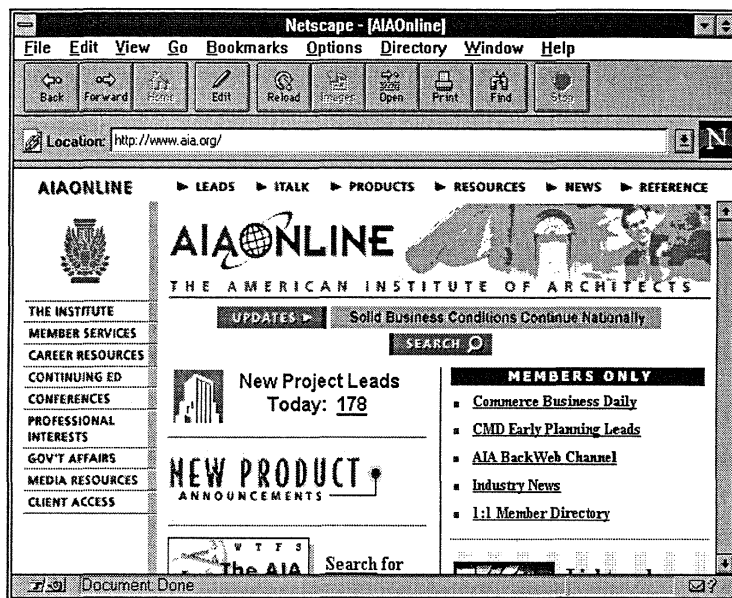 Netscape - [AIAOnline]
File Edit View Go Bookmarks Options Directory Window Help
Back Forward Home Edit Reload Images Open Print Find Stop
Location: http://www.aia.org/
N
AIAONLINE LEADS ITALK PRODUCTS RESOURCES NEWS REFERENCE
AIAONLINE
THE AMERICAN INSTITUTE OF ARCHITECTS
UPDATES Solid Business Conditions Continue Nationally
SEARCH
THE INSTITUTE
MEMBER SERVICES
CAREER RESOURCES
CONTINUING ED
CONFERENCES
PROFESSIONAL
INTERESTS
GOV'T AFFAIRS
MEDIA RESOURCES
CLIENT ACCESS
New Project Leads
Today: 178
NEW PRODUCT
ANNOUNCEMENTS
W T F S
The AIA
Search for
MEMBERS ONLY
Commerce Business Daily
CMD Early Planning Leads
AIA BackWeb Channel
Industry News
1:1 Member Directory
Document: Done
?